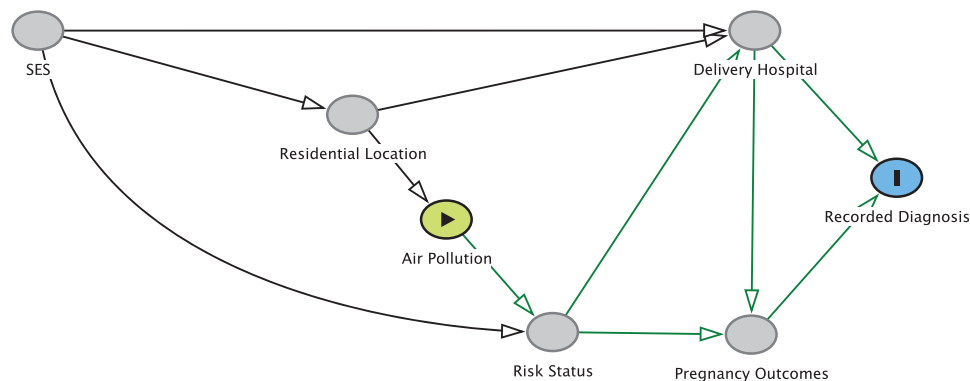 SES
Delivery Hospital
Residential Location
Recorded Diagnosis
Air Pollution
Risk Status
Pregnancy Outcomes